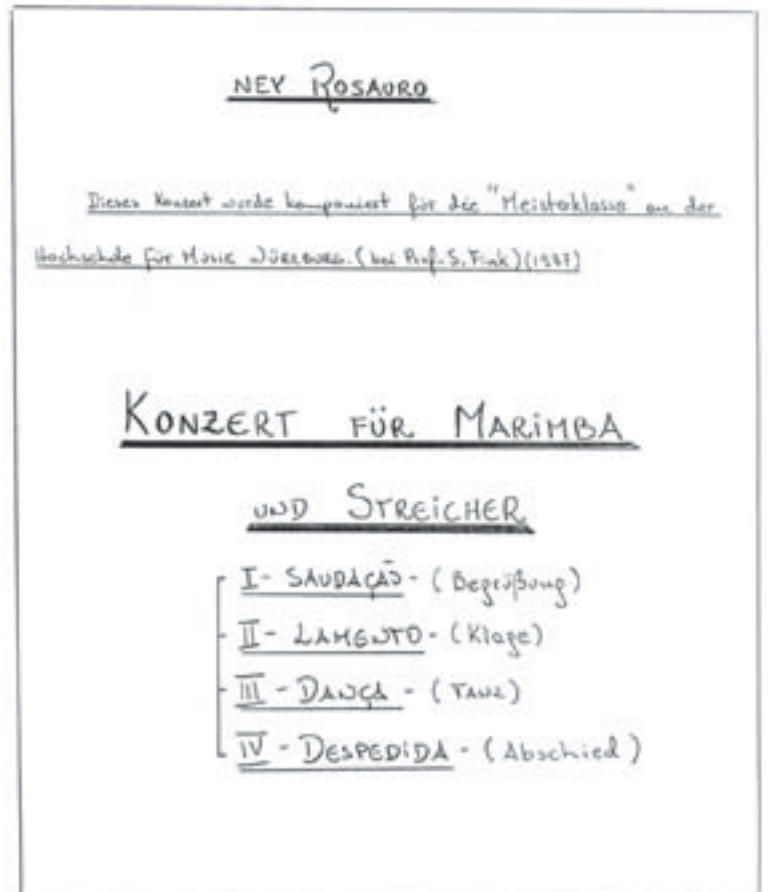 NEY ROSAURO
Dieses Konzert wurde komponiert für die "Meisterklasse" an der
Hochschule für Musik Würzburg. (bei Prof. S. Fink) (1987)
KONZERT FÜR MARIMBA
UND STREICHER
I - SAUDAÇÃO - (Begrüßung)
II - LAMENTO - (Klage)
III - DANÇA - (TANZ)
IV - DESPEDIDA - (Abschied)